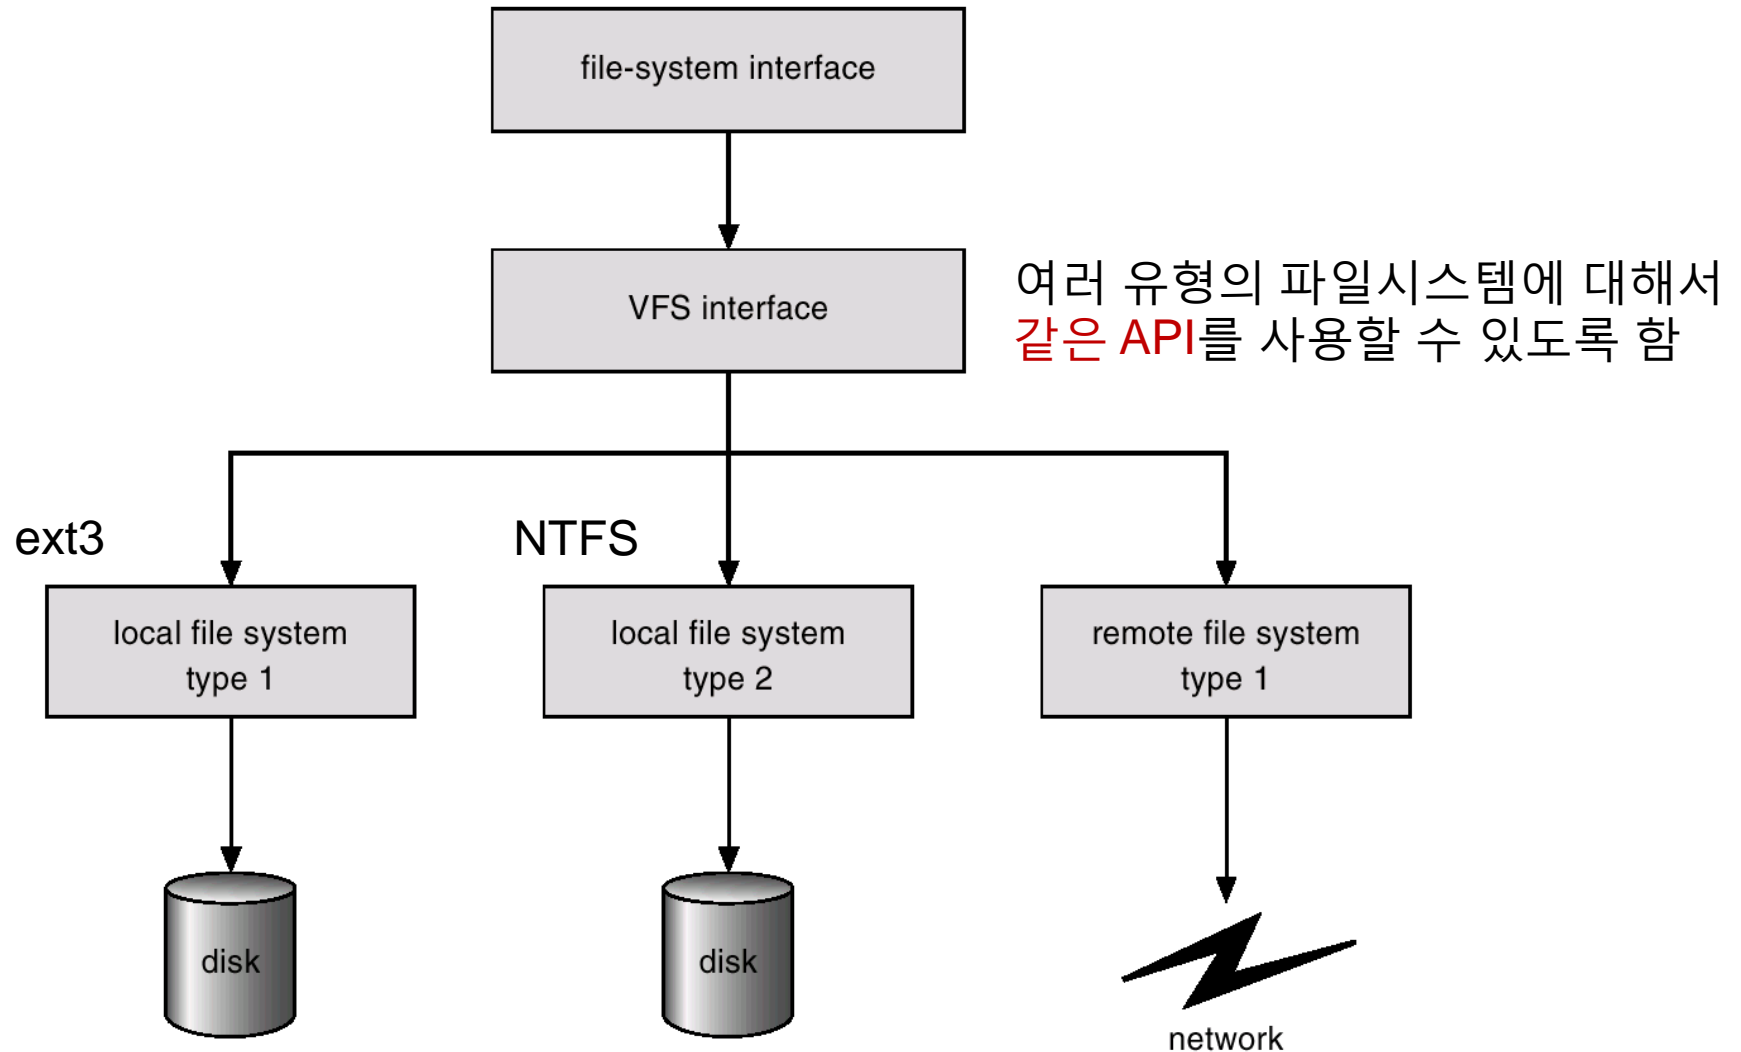 file-system interface
VFS interface
여러 유형의 파일시스템에 대해서
같은 API를 사용할 수 있도록 함
ext3
NTFS
local file system
type 1
local file system
type 2
remote file system
type 1
disk
disk
network